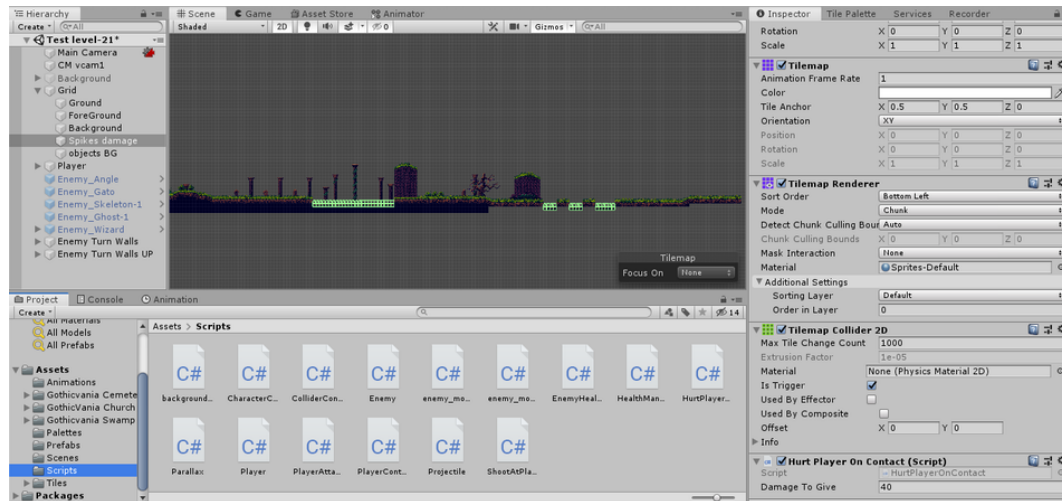 Hierarchy
Create
All
Test level-21*
Main Camera
CM vcam1
Background
Grid
Ground
ForeGround
Background
Spikes damage
objects BG
Player
Enemy_Angle
Enemy_Gato
Enemy_Skeleton-1
Enemy_Ghost-1
Enemy_Wizard
Enemy Turn Walls
Enemy Turn Walls UP
Scene
Game
Asset Store
Animator
Shaded
2D
0
Gizmos
All
Tilemap
Focus On
None
Project
Console
Animation
Create
14
All Materials
All Models
All Prefabs
Assets
Animations
GothicVania Cemete
GothicVania Church
GothicVania Swamp
Palettes
Prefabs
Scenes
Scripts
Tiles
Packages
Assets > Scripts
C# C# C# C# C# C# C# C# C#
background... CharacterC... ColliderCon... Enemy enemy_mo... enemy_mo... EnemyHeal... HealthMan... HurtPlayer...
C# C# C# C# C# C#
Parallax Player PlayerAtta... PlayerCont... Projectile ShootAtPla...
Inspector
Tile Palette
Services
Recorder
Rotation X 0 Y 0 Z 0
Scale X 1 Y 1 Z 1
Tilemap
Animation Frame Rate 1
Color
Tile Anchor X 0.5 Y 0.5 Z 0
Orientation XY
Position X 0 Y 0 Z 0
Rotation X 0 Y 0 Z 0
Scale X 1 Y 1 Z 1
Tilemap Renderer
Sort Order Bottom Left
Mode Chunk
Detect Chunk Culling Bour Auto
Chunk Culling Bounds X 0 Y 0 Z 0
Mask Interaction None
Material Sprites-Default
Additional Settings
Sorting Layer Default
Order in Layer 0
Tilemap Collider 2D
Max Tile Change Count 1000
Extrusion Factor 1e-05
Material None (Physics Material 2D)
Is Trigger
Used By Effector
Used By Composite
Offset X 0 Y 0
Info
Hurt Player On Contact (Script)
Script HurtPlayerOnContact
Damage To Give 40